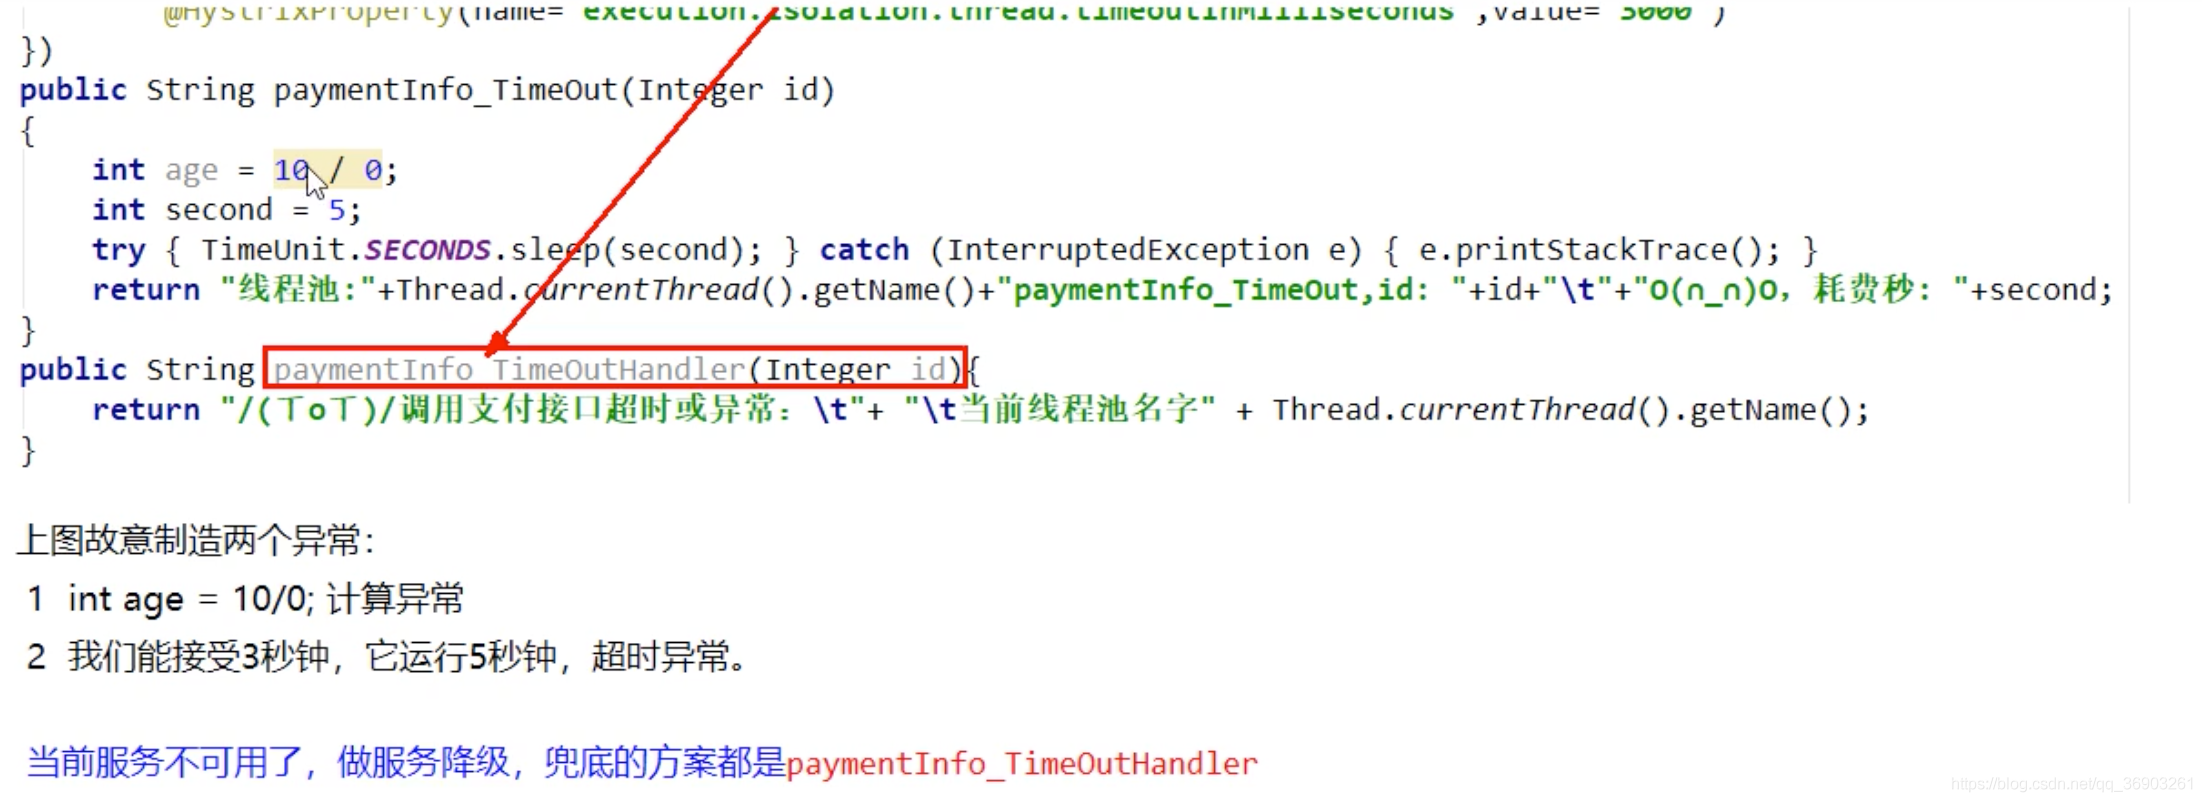 @HystrixProperty(name="execution.isolation.thread.timeoutInMilliseconds",value="3000")
})
public String paymentInfo_TimeOut(Integer id)
{
int age = 10 / 0;
int second = 5;
try { TimeUnit.SECONDS.sleep(second); } catch (InterruptedException e) { e.printStackTrace(); }
return "线程池:"+Thread.currentThread().getName()+"paymentInfo_TimeOut,id: "+id+"\t"+"O(∩_∩)O，耗费秒: "+second;
}
public String paymentInfo_TimeOutHandler(Integer id){
return "/(ㄒoㄒ)/调用支付接口超时或异常：\t"+ "\t当前线程池名字" + Thread.currentThread().getName();
}
上图故意制造两个异常：
1 int age = 10/0; 计算异常
2 我们能接受3秒钟，它运行5秒钟，超时异常。
当前服务不可用了，做服务降级，兜底的方案都是paymentInfo_TimeOutHandler
https://blog.csdn.net/qq_36903261